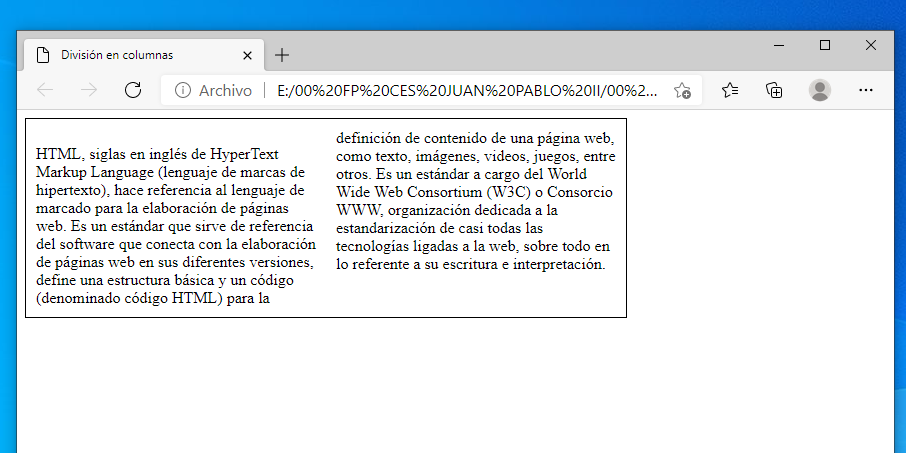 División en columnas
Archivo E:/00%20FP%20CES%20JUAN%20PABLO%20II/00%2...
HTML, siglas en inglés de HyperText
Markup Language (lenguaje de marcas de
hipertexto), hace referencia al lenguaje de
marcado para la elaboración de páginas
web. Es un estándar que sirve de referencia
del software que conecta con la elaboración
de páginas web en sus diferentes versiones,
define una estructura básica y un código
(denominado código HTML) para la
definición de contenido de una página web,
como texto, imágenes, videos, juegos, entre
otros. Es un estándar a cargo del World
Wide Web Consortium (W3C) o Consorcio
WWW, organización dedicada a la
estandarización de casi todas las
tecnologías ligadas a la web, sobre todo en
lo referente a su escritura e interpretación.